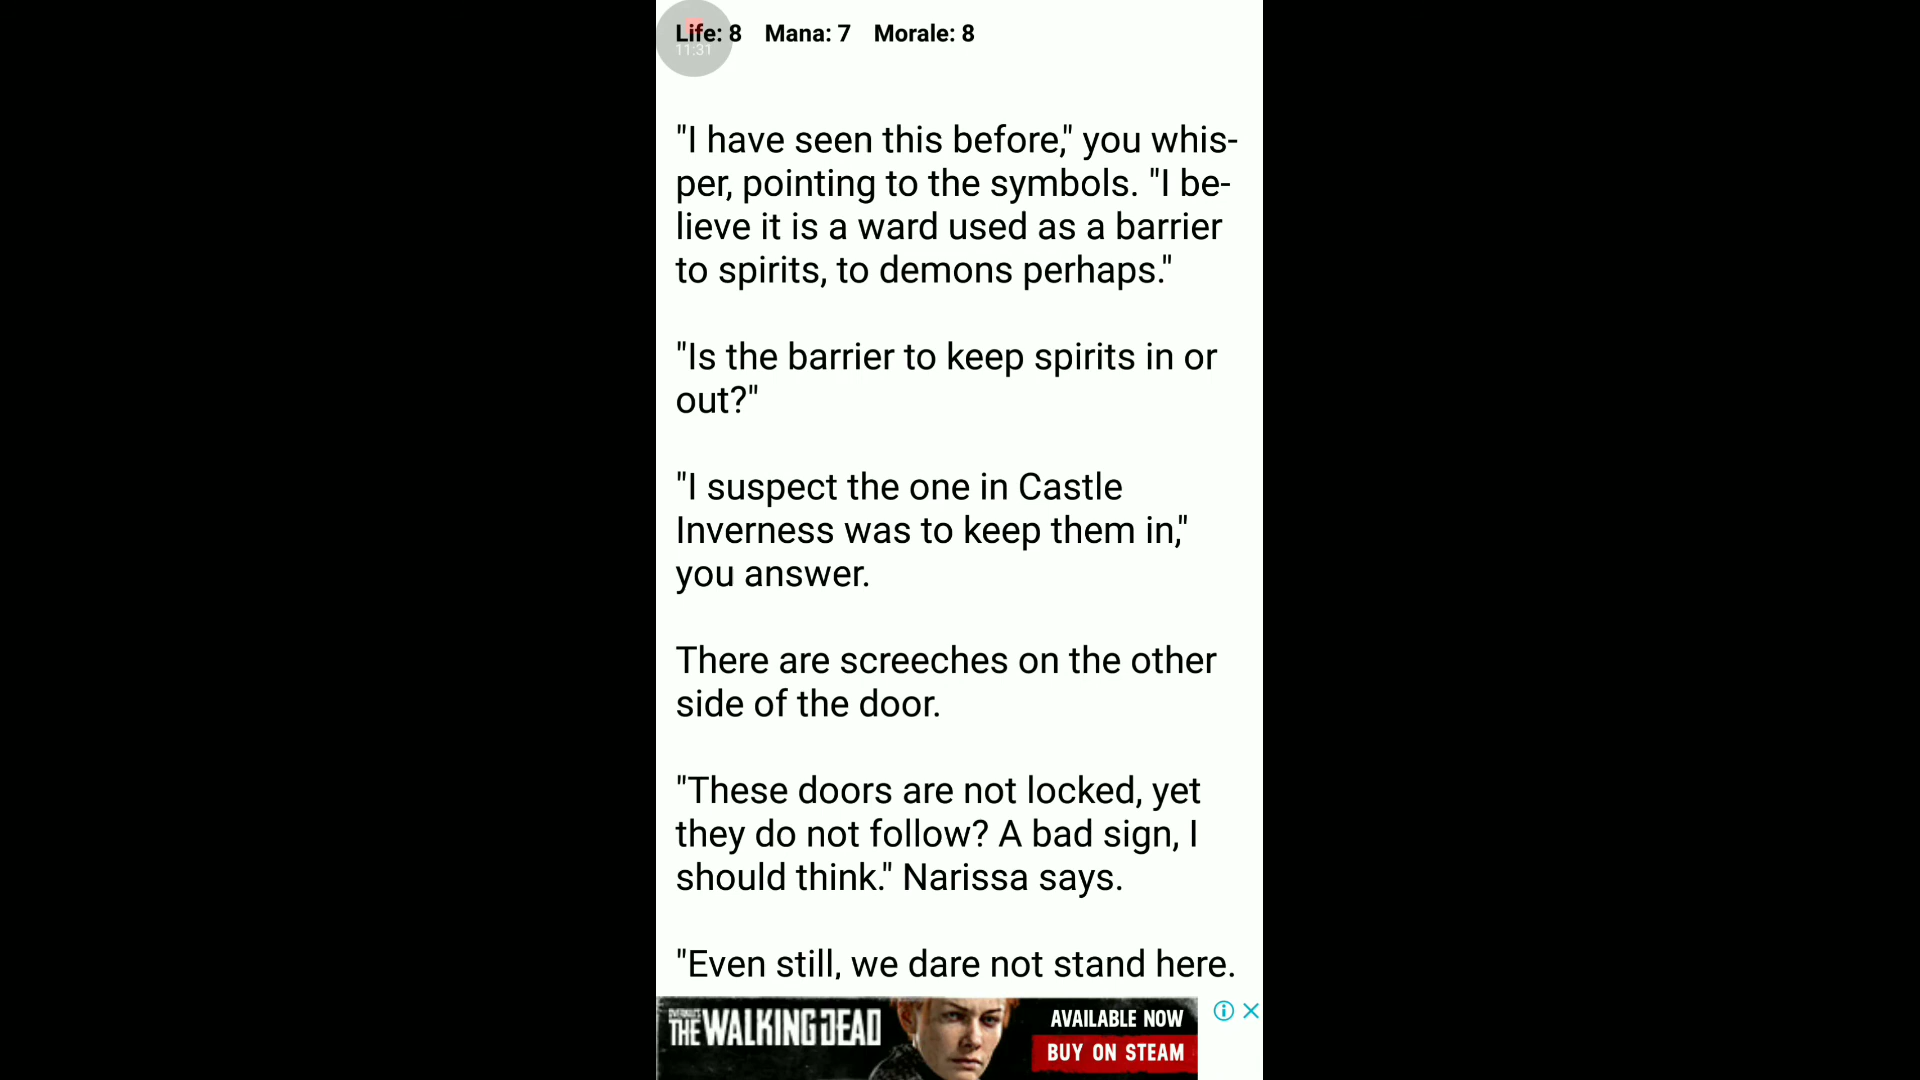 Life: 8 Mana: 7 Morale: 8
11:31
"I have seen this before," you whis-
per, pointing to the symbols. "I be-
lieve it is a ward used as a barrier
to spirits, to demons perhaps."
"Is the barrier to keep spirits in or
out?"
"I suspect the one in Castle
Inverness was to keep them in,"
you answer.
There are screeches on the other
side of the door.
"These doors are not locked, yet
they do not follow? A bad sign, I
should think." Narissa says.
"Even still, we dare not stand here.
OVERKILL'S
THE WALKING DEAD
AVAILABLE NOW
BUY ON STEAM